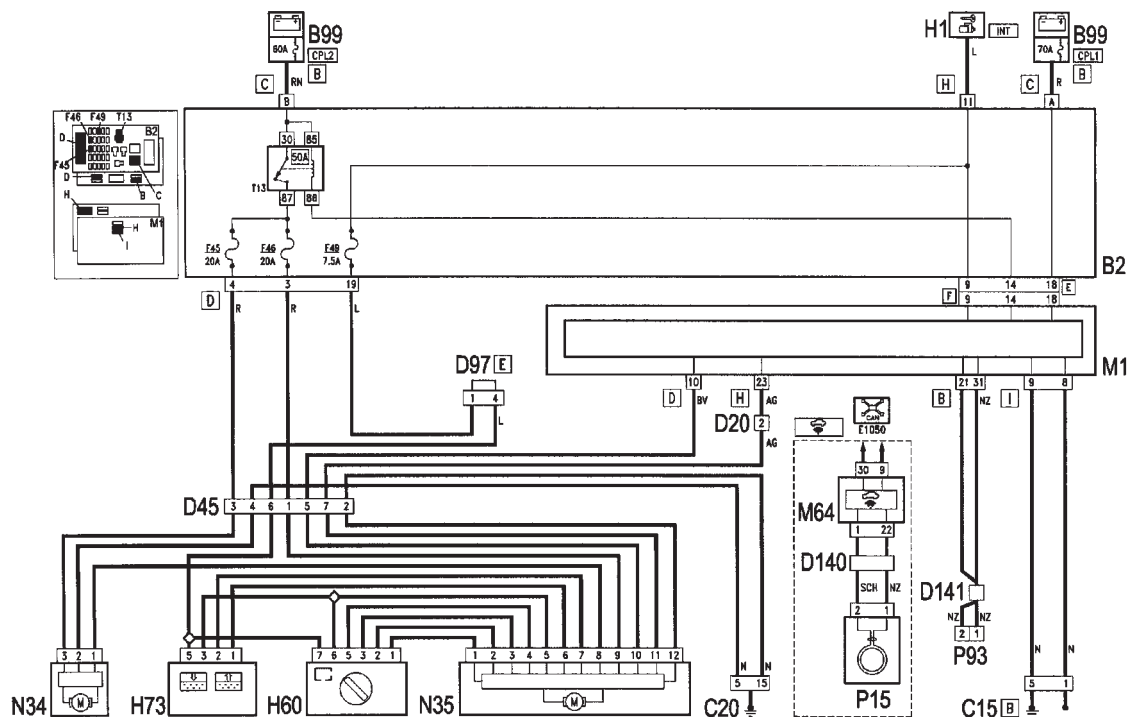 B99
60A
CPL2
B
C
RN
B
H1
INT
L
H
11
B99
70A
CPL1
B
C
R
A
F46 F49 T13
D
B2
F45
D
B
C
H
M1
H
I
30 85
50A
T13
87 86
F45
20A
F46
20A
F49
7.5A
B2
D
4 3 19
R R L
9 14 18
E
F
9 14 18
M1
D97 E
1 4
L
D
10
BV
H
23
AG
D20
2
AG
B
21 31
NZ
I
9 8
CAN
E1050
30 9
M64
1 22
D140
SCH NZ
2 1
P15
D141
NZ NZ
2 1
P93
D45
3 4 6 1 5 7 2
3 2 1
M
N34
5 3 2 1
H73
7 6 5 3 2 1
H60
1 2 3 4 5 6 7 8 9 10 11 12
M
N35
N N
5 15
C20
N N
5 1
C15 B